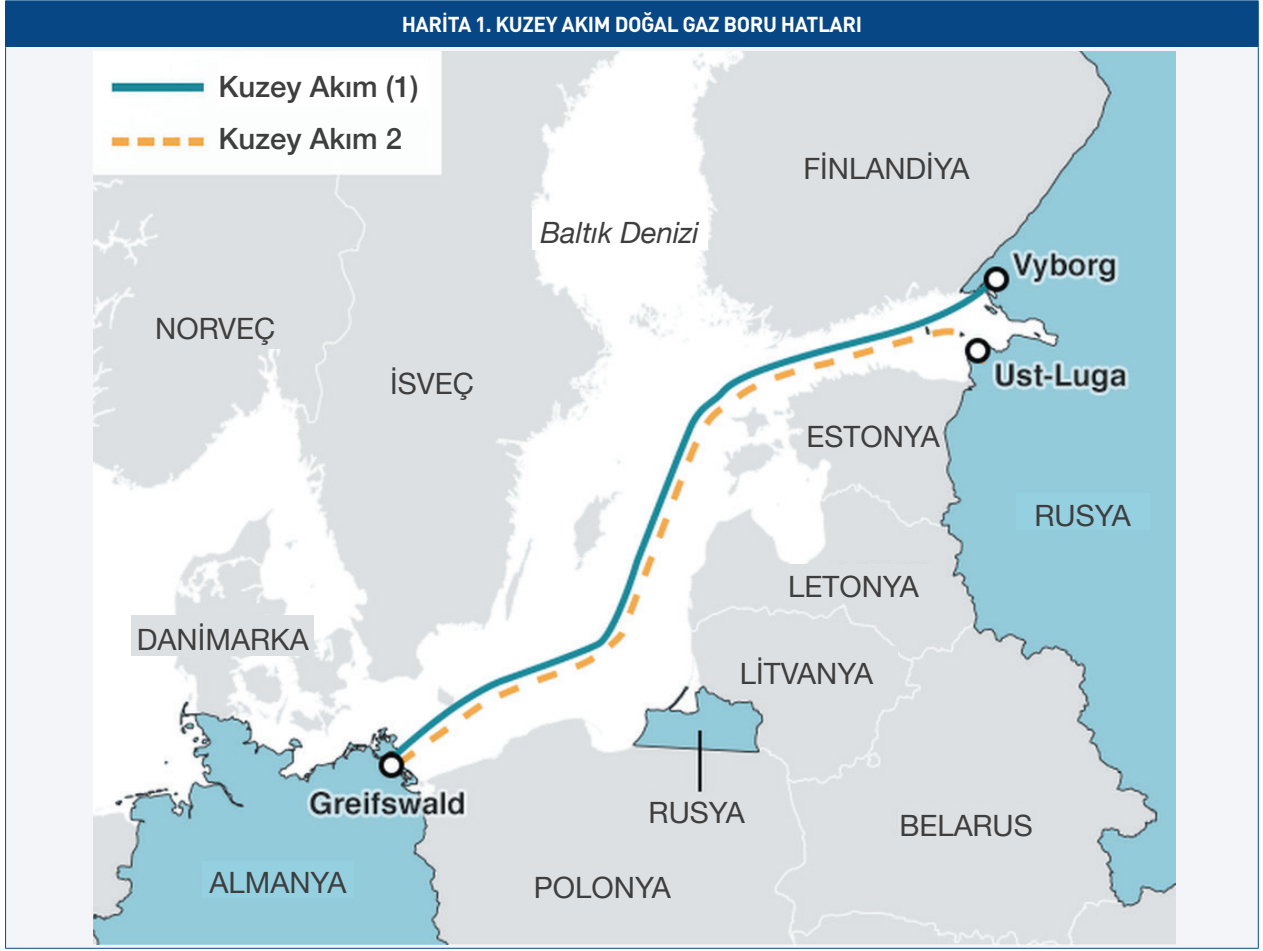 HARİTA 1. KUZEY AKIM DOĞAL GAZ BORU HATLARI
Kuzey Akım (1)
Kuzey Akım 2
FİNLANDİYA
Baltık Denizi
Vyborg
NORVEÇ
İSVEÇ
Ust-Luga
ESTONYA
RUSYA
LETONYA
DANİMARKA
LİTVANYA
Greifswald
RUSYA
BELARUS
ALMANYA
POLONYA